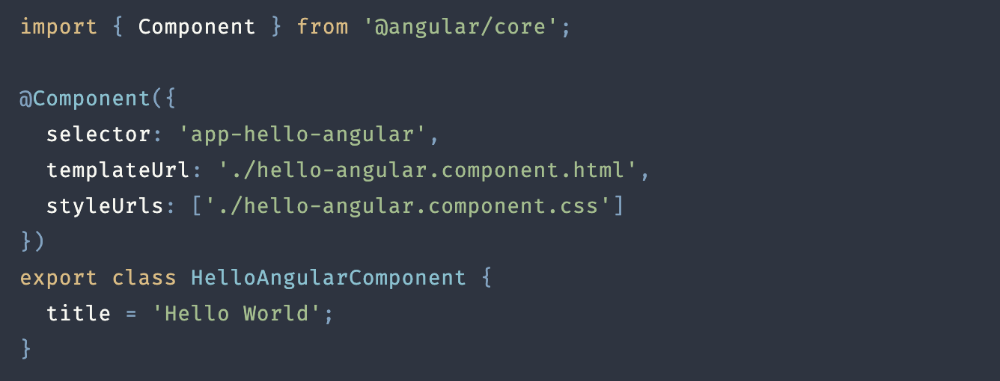 import { Component } from '@angular/core';

@Component({
  selector: 'app-hello-angular',
  templateUrl: './hello-angular.component.html',
  styleUrls: ['./hello-angular.component.css']
})
export class HelloAngularComponent {
  title = 'Hello World';
}